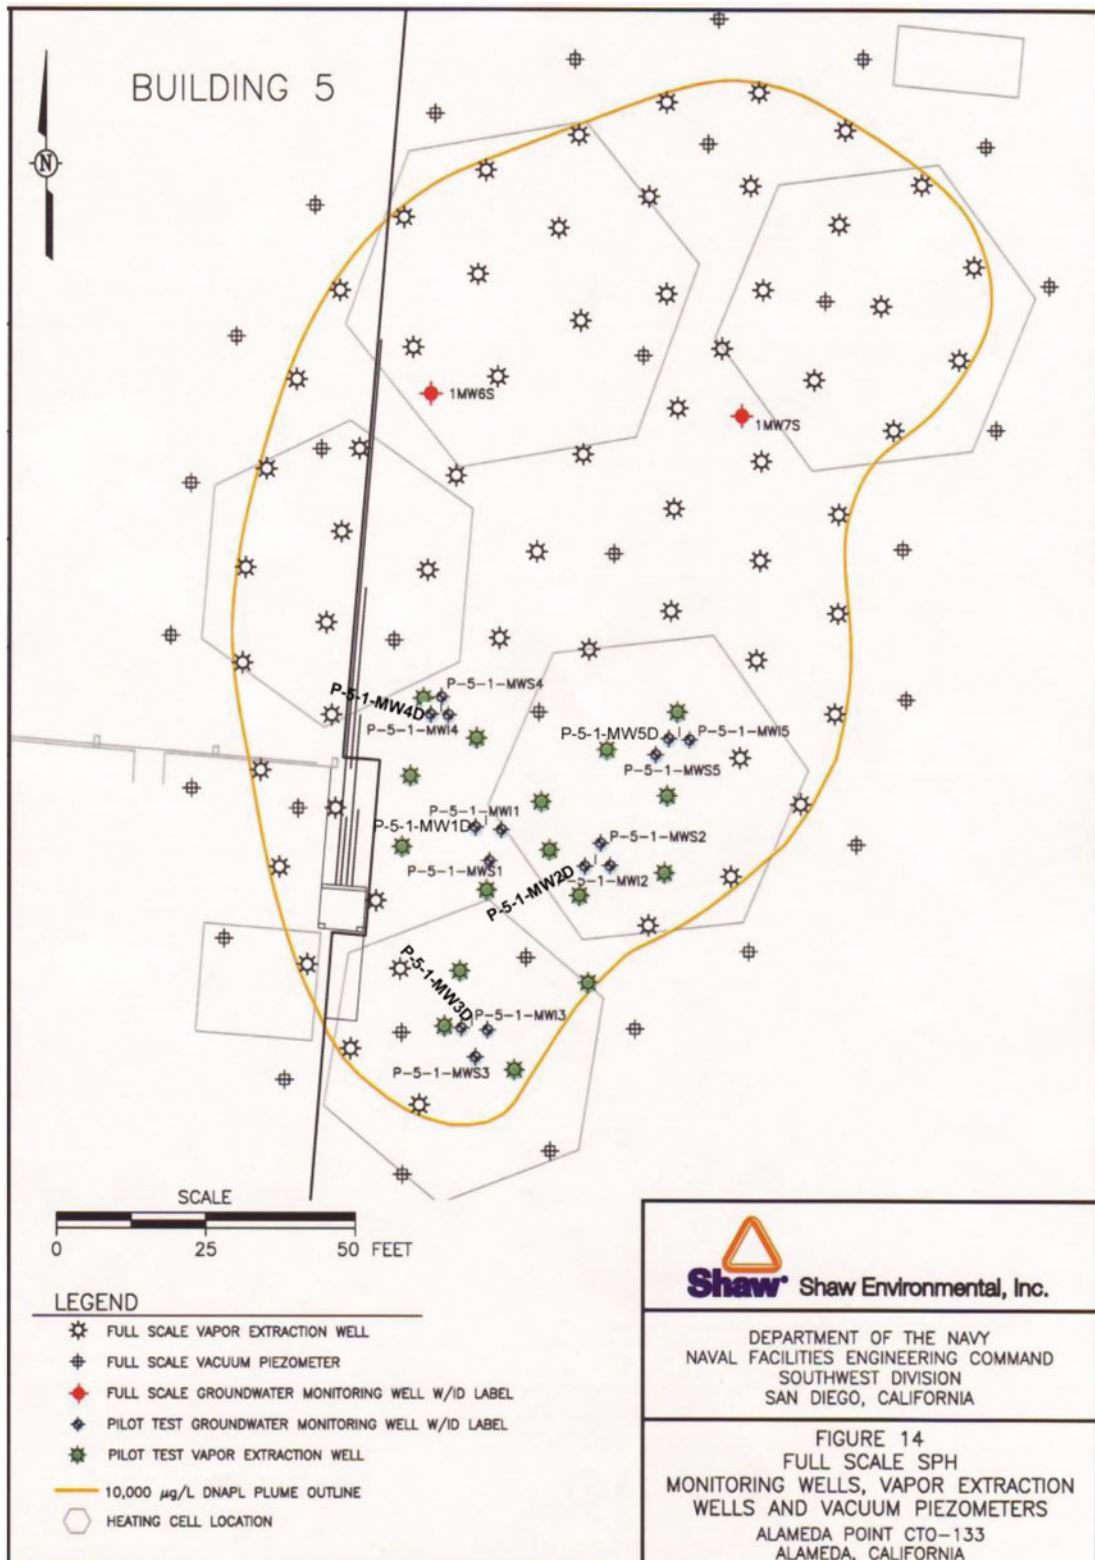 BUILDING 5
N
1MW6S
1MW7S
P-5-1-MWS4
P-5-1-MW4D
P-5-1-MWI4
P-5-1-MW5D
P-5-1-MWI5
P-5-1-MWS5
P-5-1-MWI1
P-5-1-MW1D
P-5-1-MWS1
P-5-1-MWS2
P-5-1-MW2D
-5-1-MWI2
P-5-1-MW3D
P-5-1-MWI3
P-5-1-MWS3
SCALE
0 25 50 FEET
LEGEND
FULL SCALE VAPOR EXTRACTION WELL
FULL SCALE VACUUM PIEZOMETER
FULL SCALE GROUNDWATER MONITORING WELL W/ID LABEL
PILOT TEST GROUNDWATER MONITORING WELL W/ID LABEL
PILOT TEST VAPOR EXTRACTION WELL
10,000 µg/L DNAPL PLUME OUTLINE
HEATING CELL LOCATION
Shaw® Shaw Environmental, Inc.
DEPARTMENT OF THE NAVY
NAVAL FACILITIES ENGINEERING COMMAND
SOUTHWEST DIVISION
SAN DIEGO, CALIFORNIA
FIGURE 14
FULL SCALE SPH
MONITORING WELLS, VAPOR EXTRACTION
WELLS AND VACUUM PIEZOMETERS
ALAMEDA POINT CTO-133
ALAMEDA, CALIFORNIA